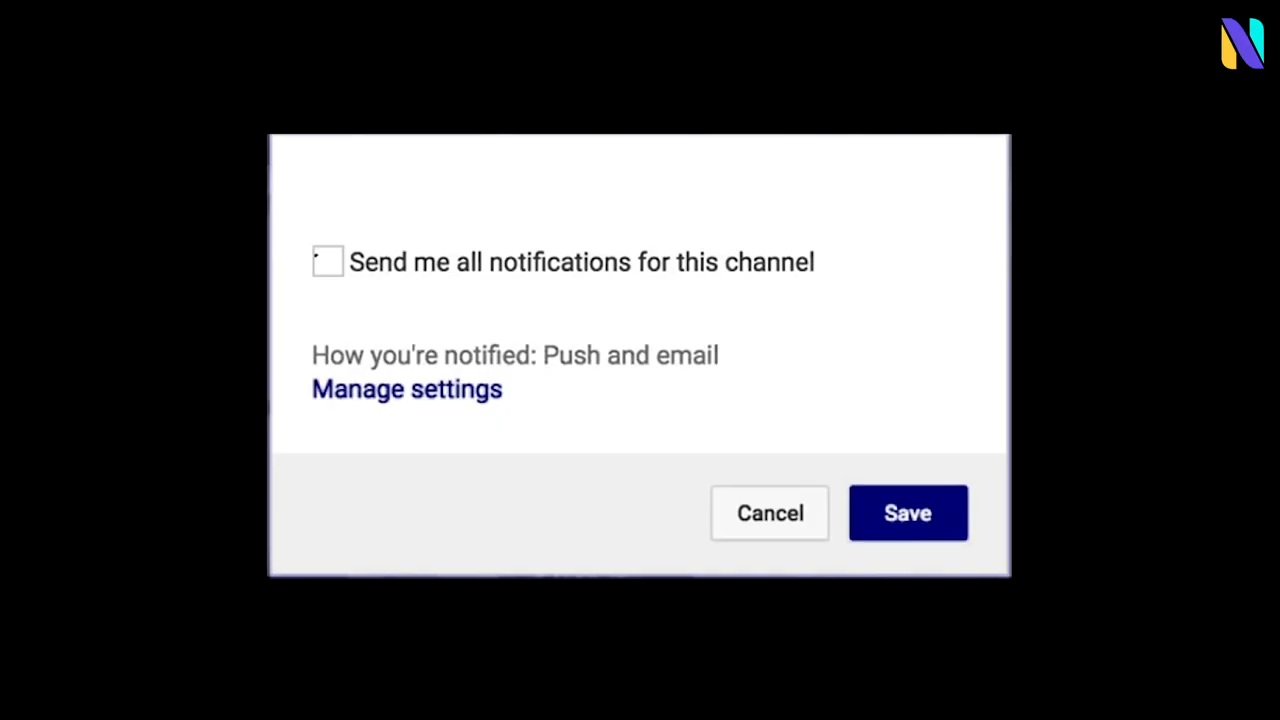 Send me all notifications for this channel
How you're notified: Push and email
Manage settings
Cancel
Save